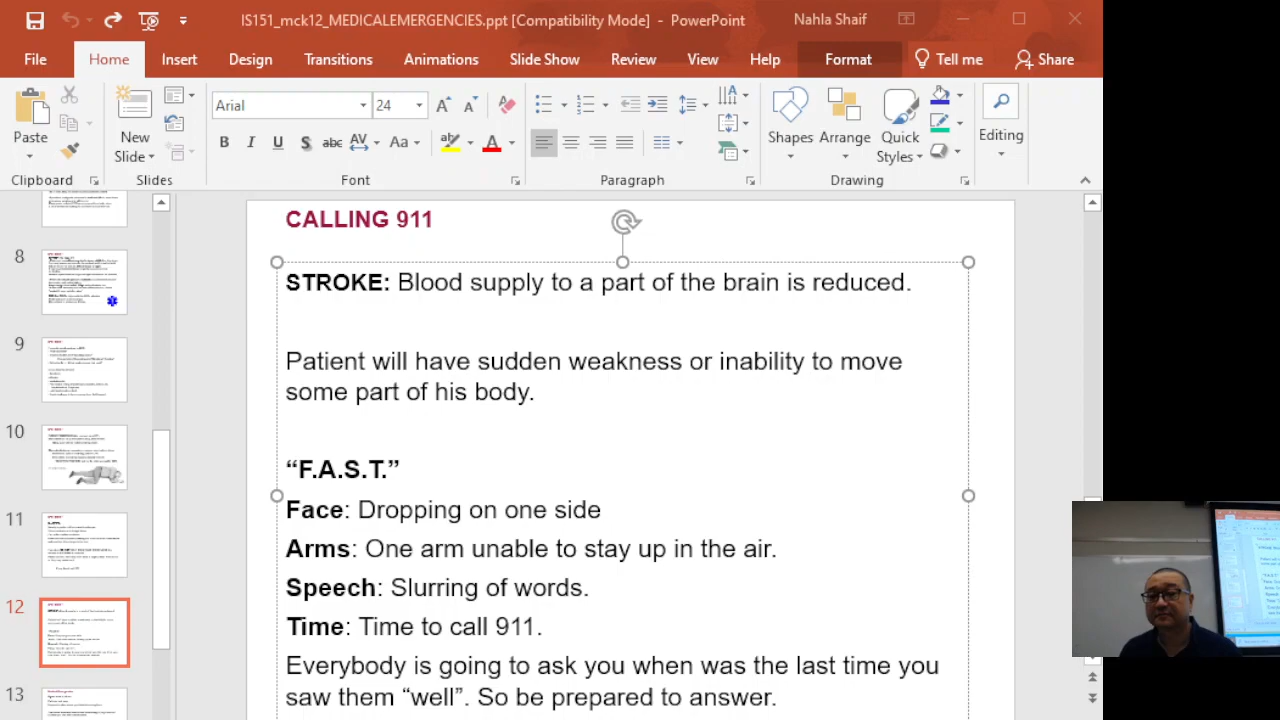 IS151_mck12_MEDICALEMERGENCIES.ppt [Compatibility Mode] - PowerPoint
Nahla Shaif
File Home Insert Design Transitions Animations Slide Show Review View Help Format Tell me Share
Arial 24
Paste
New Slide
Shapes Arrange Quick Styles
Editing
Clipboard Slides Font Paragraph Drawing
8
9
10
11
12
13
CALLING 911
STROKE: Blood supply to a part of the brain is reduced.
Patient will have sudden weakness or inability to move
some part of his body.
“F.A.S.T.”
Face: Dropping on one side
Arms: One arm unable to stay up in the air.
Speech: Slurring of words.
Time: Time to call 911.
Everybody is going to ask you when was the last time you
saw them “well”. So be prepared to answer.